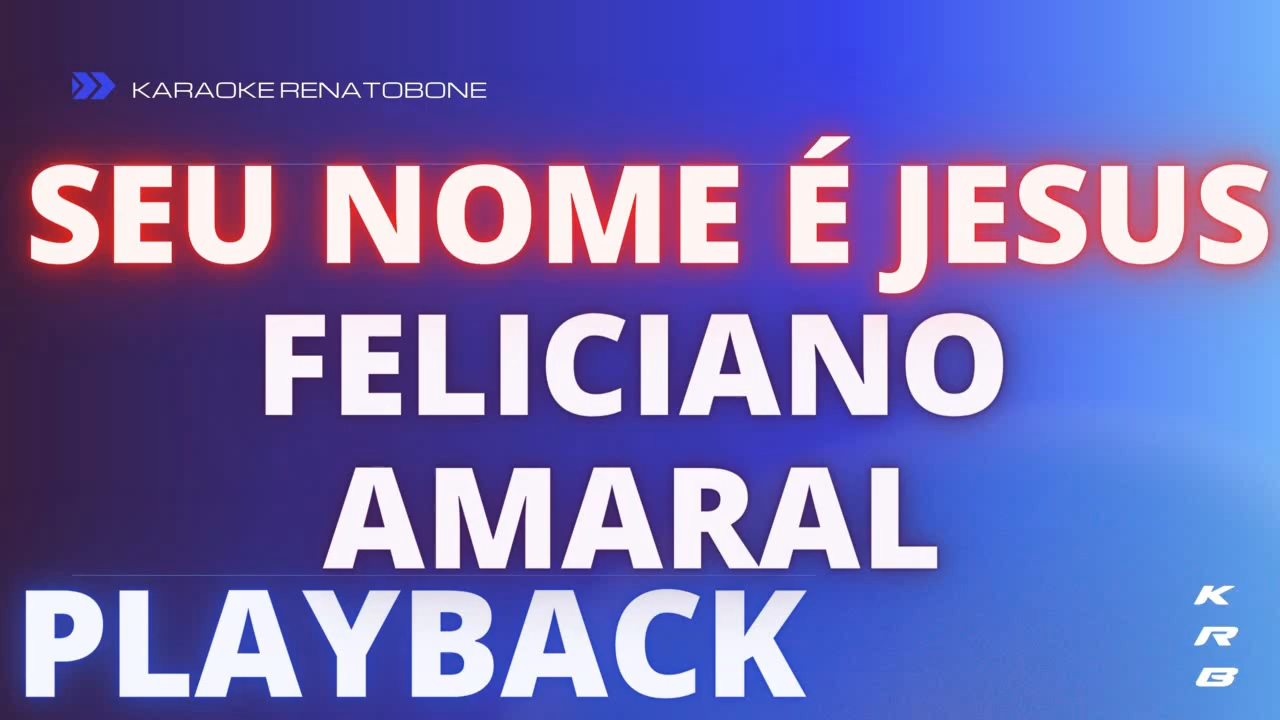 KARAOKE RENATOBONE
SEU NOME É JESUS
FELICIANO
AMARAL
PLAYBACK
K
R
B